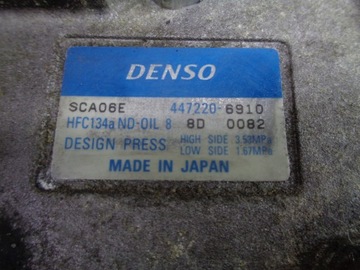 DENSO
SCA06E 447220-6910
HFC134a ND-OIL 8 8D 0082
DESIGN PRESS HIGH SIDE 3.53MPa
LOW SIDE 1.67MPa
MADE IN JAPAN